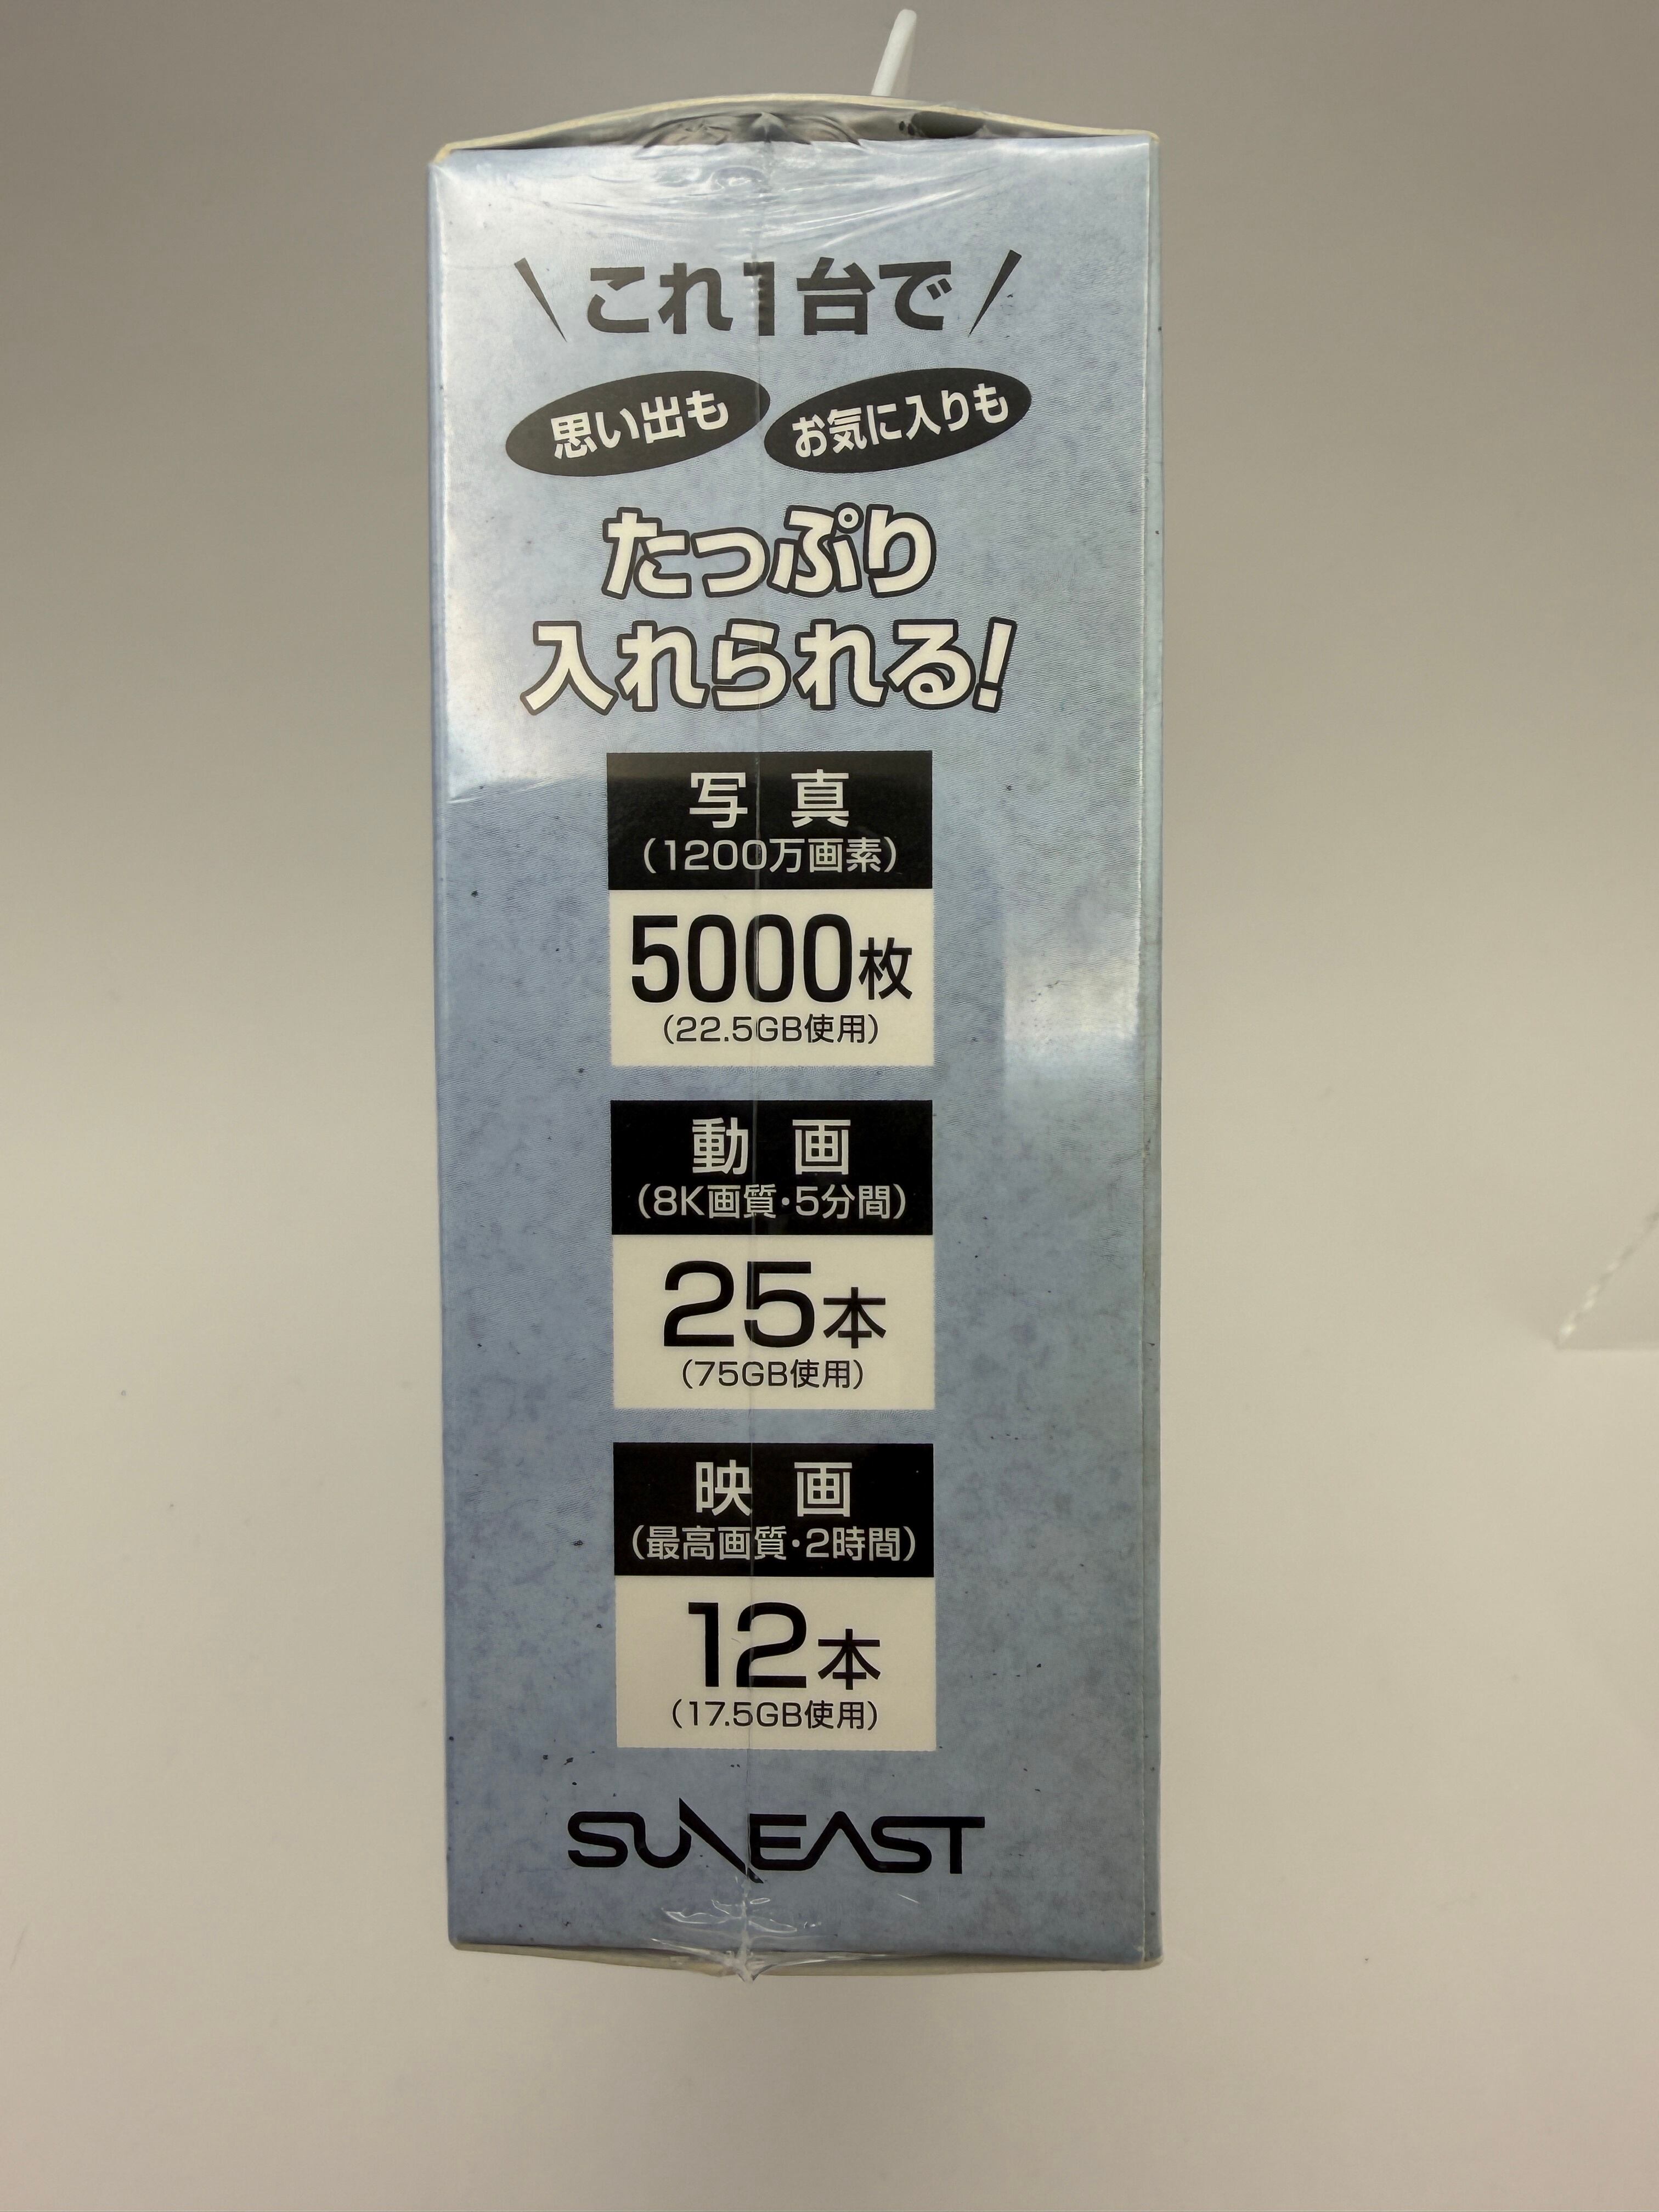 これ1台で
思い出も お気に入りも
たっぷり
入れられる!
写真
(1200万画素)
5000枚
(22.5GB使用)
動画
(8K画質・5分間)
25本
(75GB使用)
映画
(最高画質・2時間)
12本
(17.5GB使用)
SUNEAST